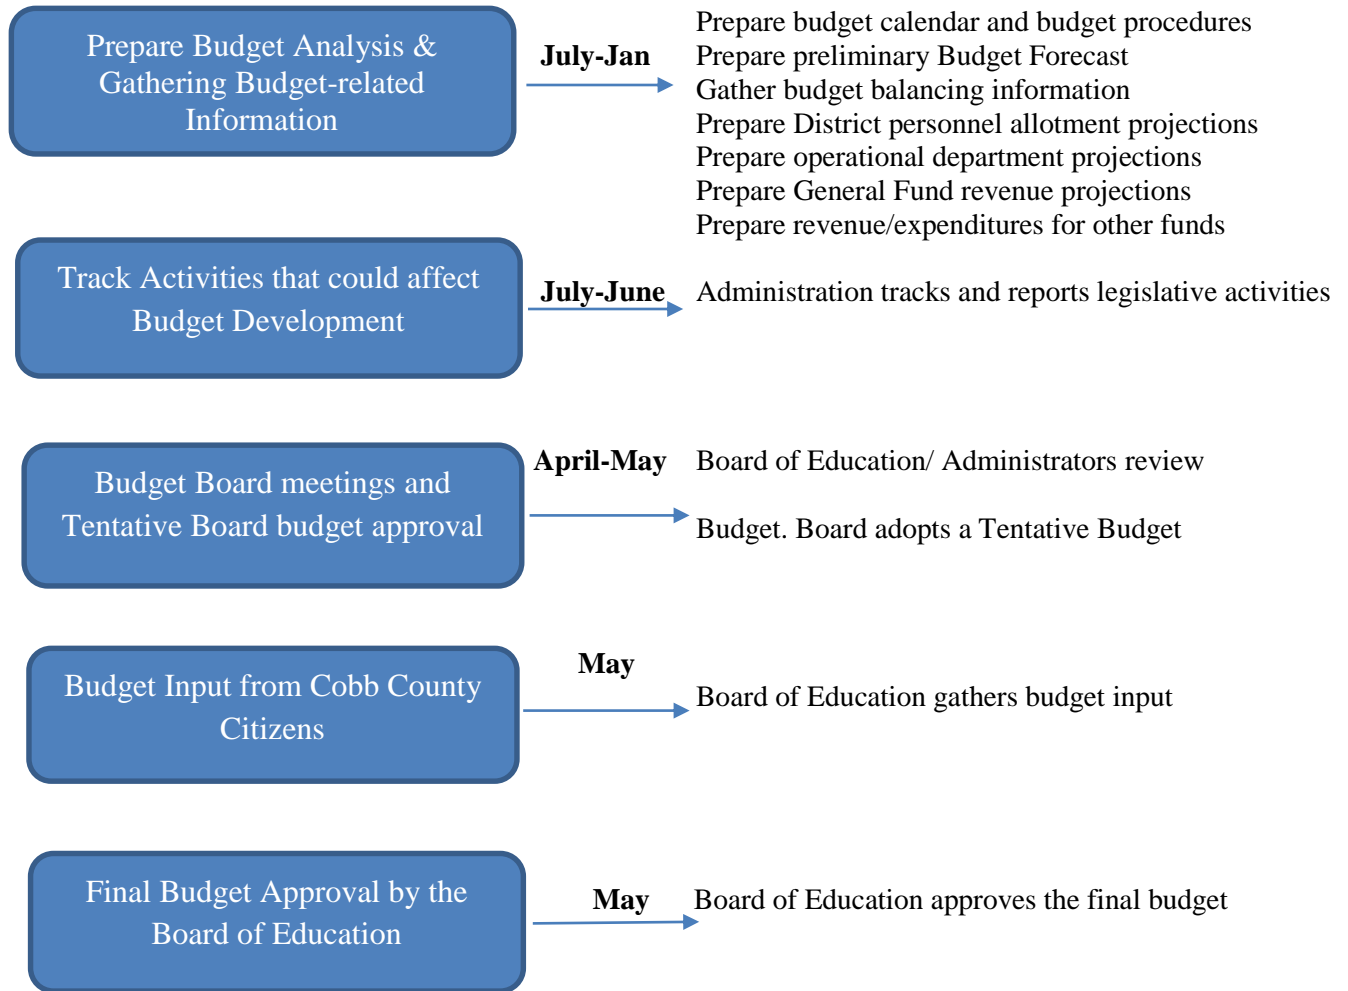 Prepare Budget Analysis &
Gathering Budget-related
Information
July-Jan
Prepare budget calendar and budget procedures
Prepare preliminary Budget Forecast
Gather budget balancing information
Prepare District personnel allotment projections
Prepare operational department projections
Prepare General Fund revenue projections
Prepare revenue/expenditures for other funds
Track Activities that could affect
Budget Development
July-June
Administration tracks and reports legislative activities
Budget Board meetings and
Tentative Board budget approval
April-May
Board of Education/ Administrators review
Budget. Board adopts a Tentative Budget
Budget Input from Cobb County
Citizens
May
Board of Education gathers budget input
Final Budget Approval by the
Board of Education
May
Board of Education approves the final budget